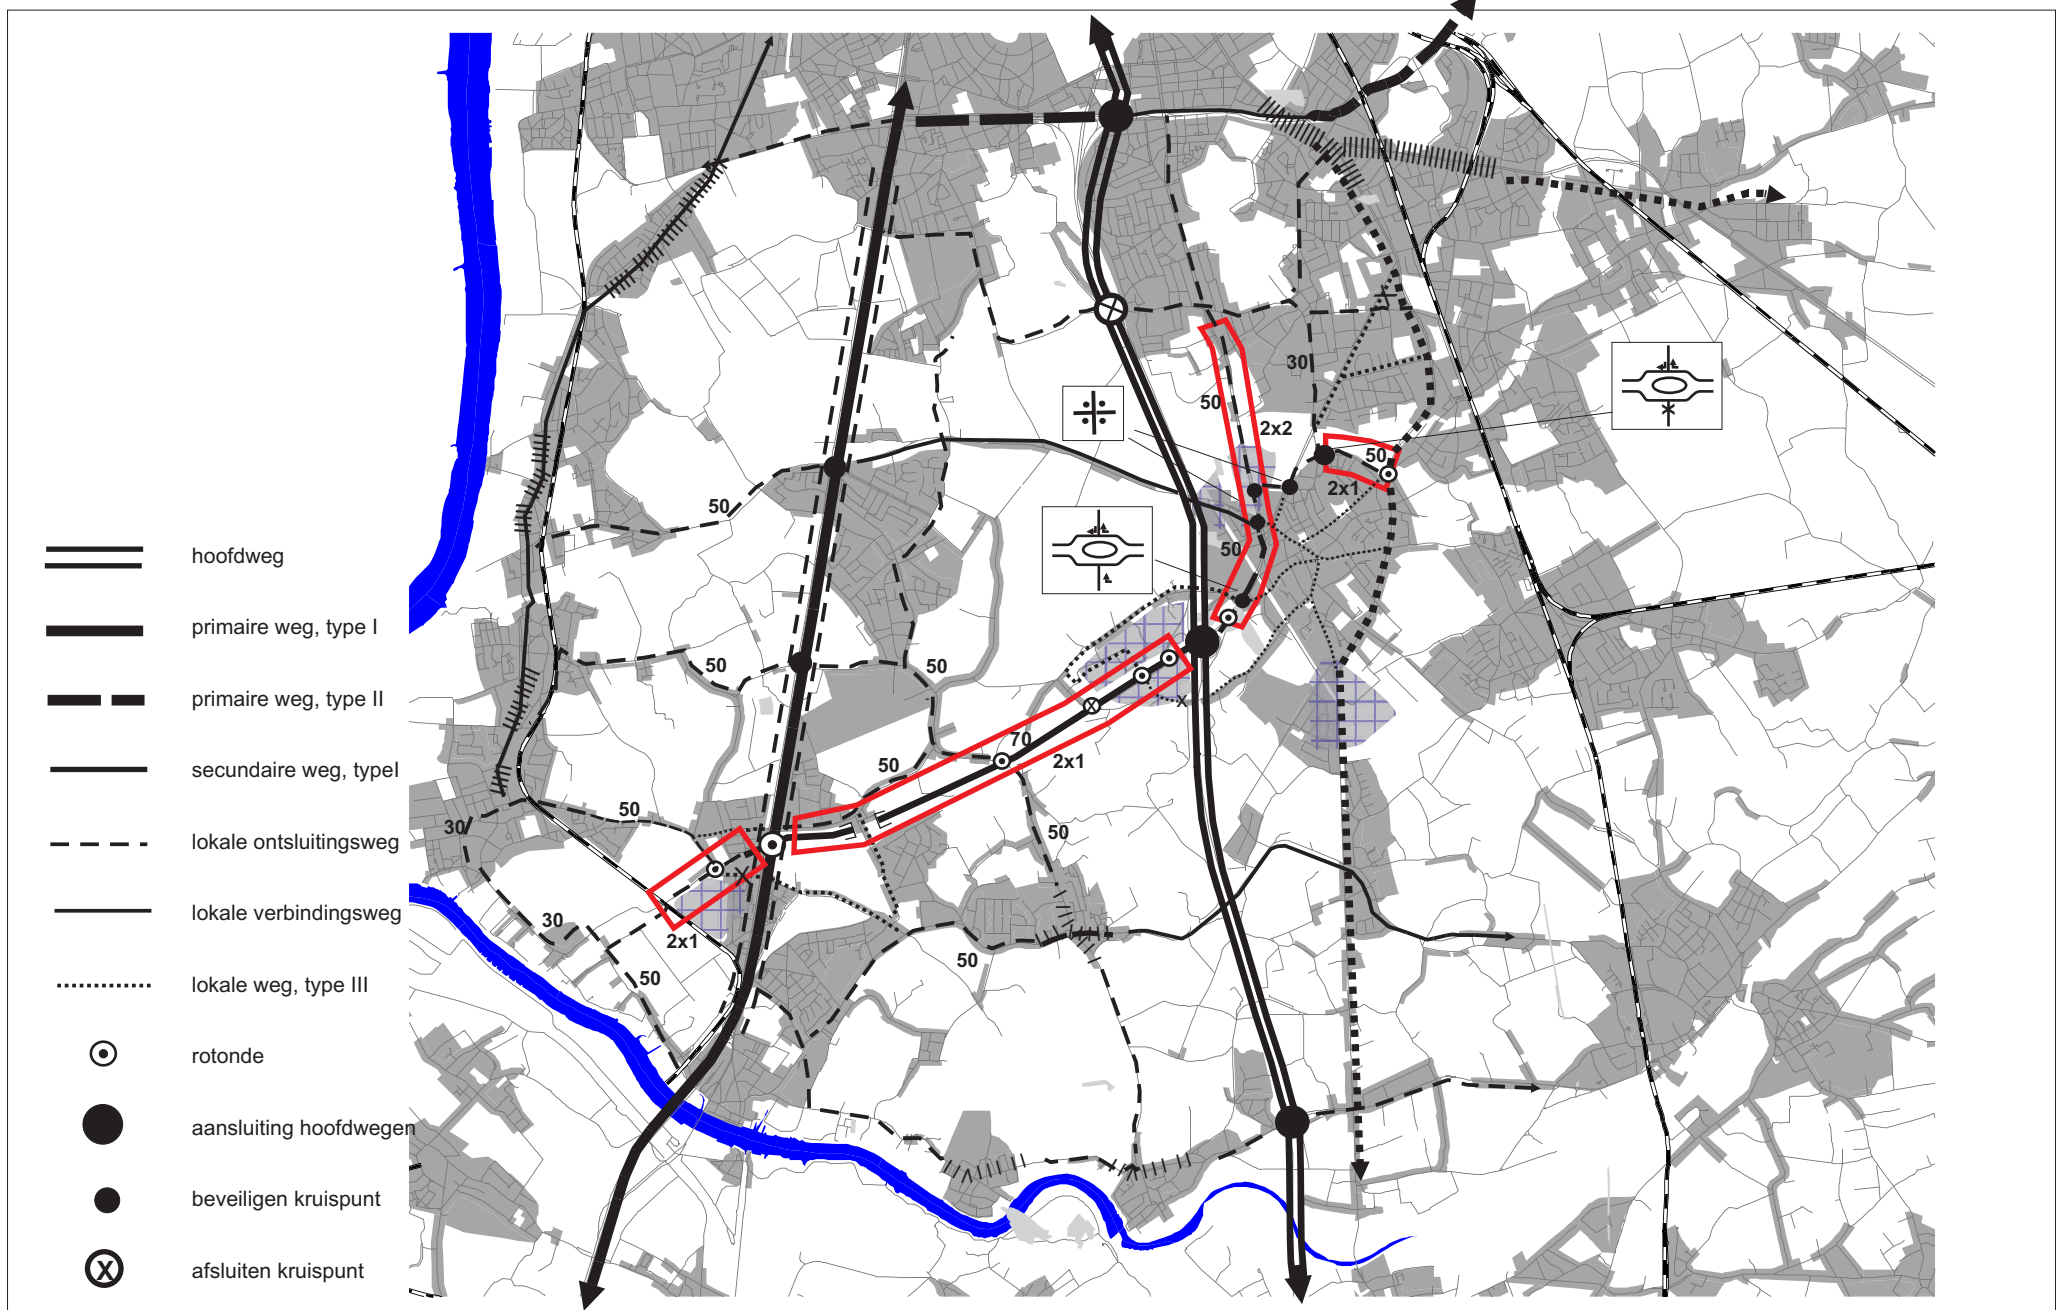 hoofdweg
primaire weg, type I
primaire weg, type II
secundaire weg, typeI
lokale ontsluitingsweg
lokale verbindingsweg
lokale weg, type III
rotonde
aansluiting hoofdwegen
beveiligen kruispunt
X afsluiten kruispunt
30
50
2x2
50
2x1
50
50
50
50
70
2x1
50
50
30
50
X
X
2x1
30
50
50